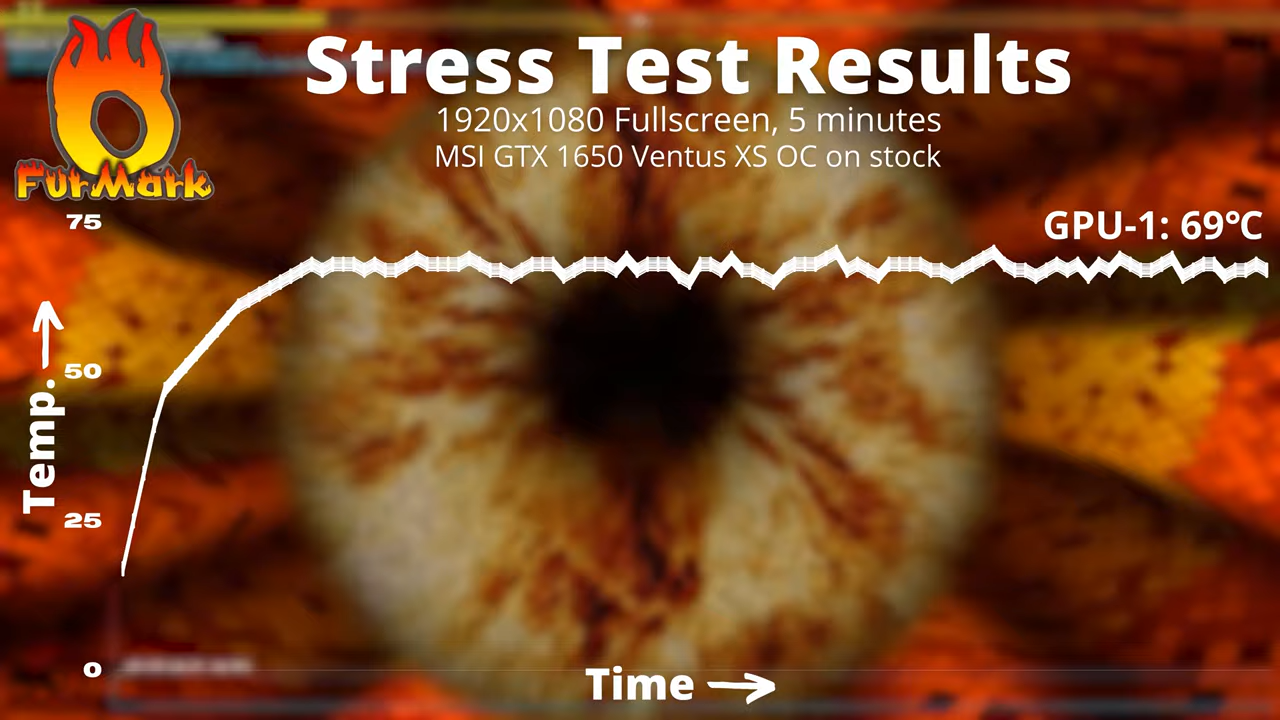 Stress Test Results
1920x1080 Fullscreen, 5 minutes
MSI GTX 1650 Ventus XS OC on stock
FurMark
75
GPU-1: 69°C
50
Temp.
25
0
Time